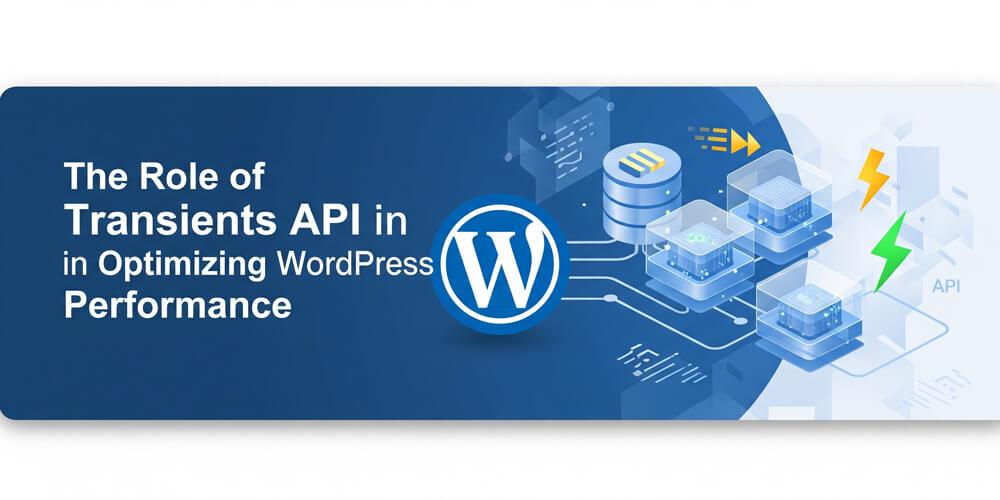 The Role of
Transients API in
in Optimizing WordPress
Performance
W
API